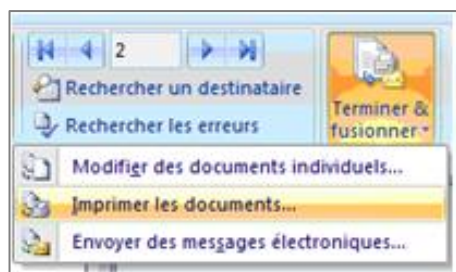 2
Rechercher un destinataire
Rechercher les erreurs
Terminer &
fusionner
Modifier des documents individuels...
Imprimer les documents...
Envoyer des messages électroniques...